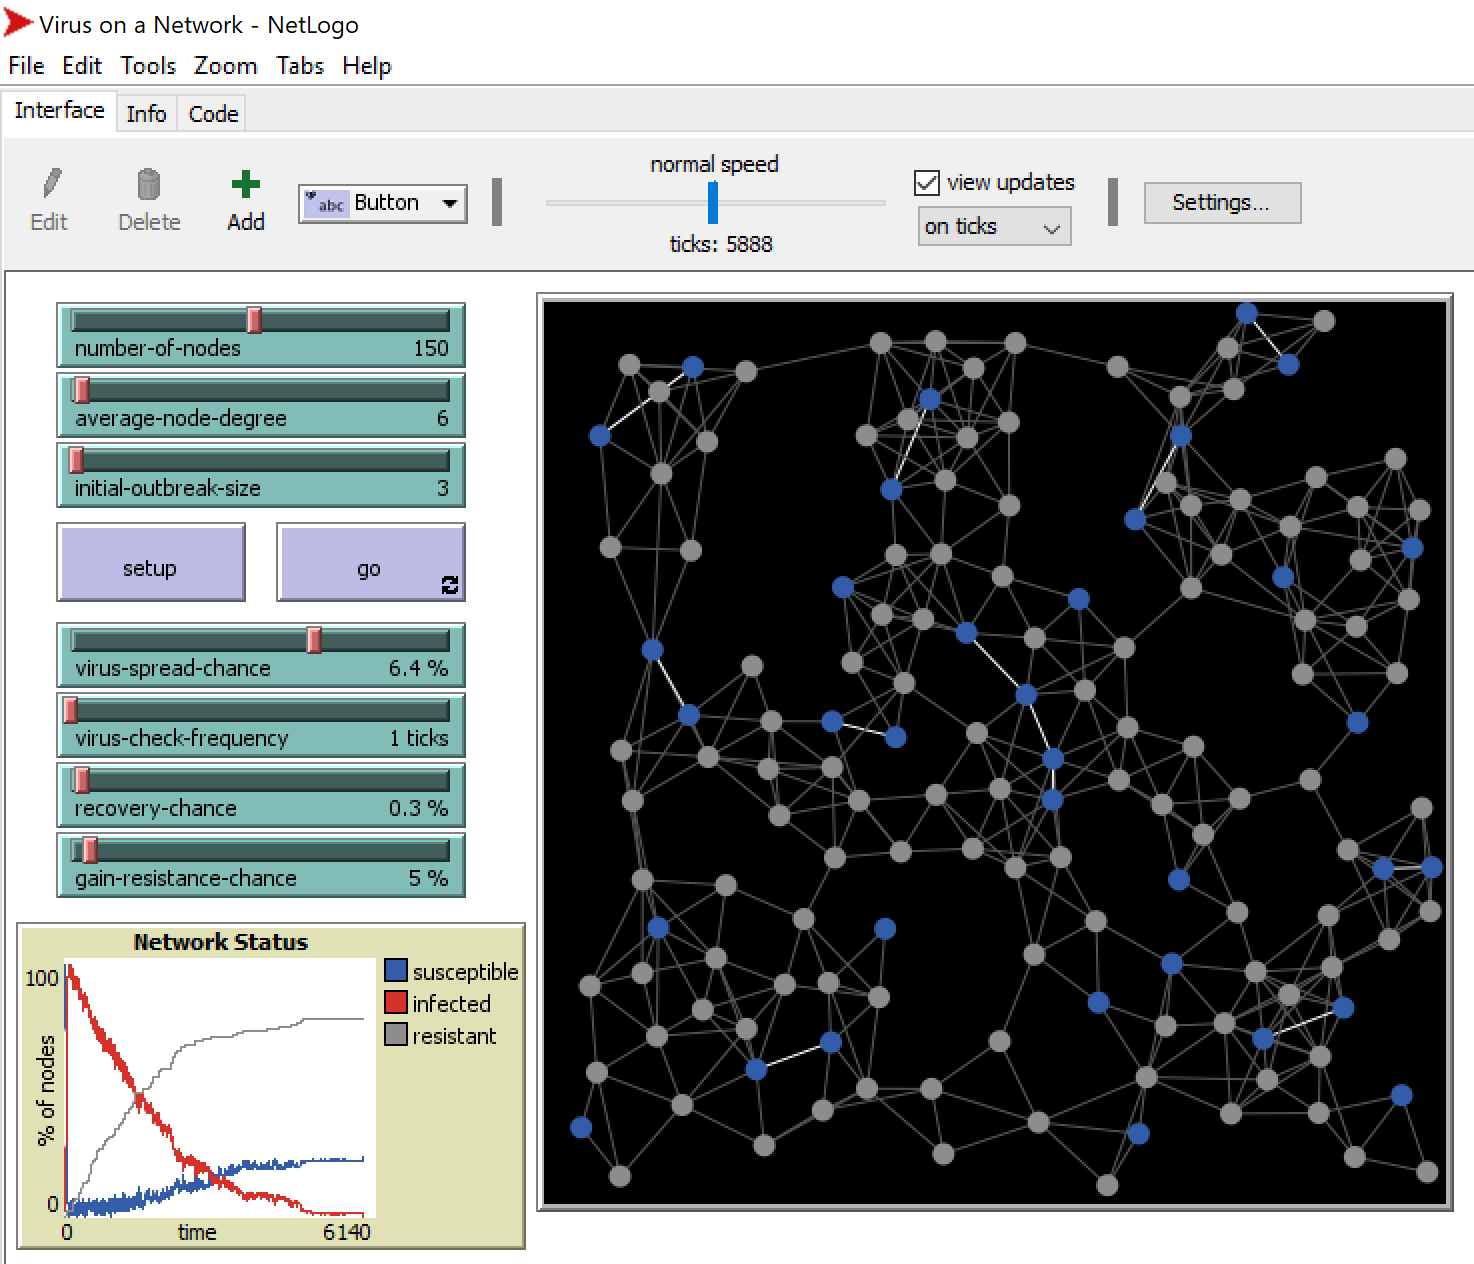 Virus on a Network - NetLogo
File Edit Tools Zoom Tabs Help
Interface Info Code
normal speed
Edit Delete Add abc Button
view updates
on ticks
Settings...
ticks: 5888
number-of-nodes 150
average-node-degree 6
initial-outbreak-size 3
setup go
virus-spread-chance 6.4 %
virus-check-frequency 1 ticks
recovery-chance 0.3 %
gain-resistance-chance 5 %
Network Status
% of nodes
100
0
0 time 6140
susceptible
infected
resistant